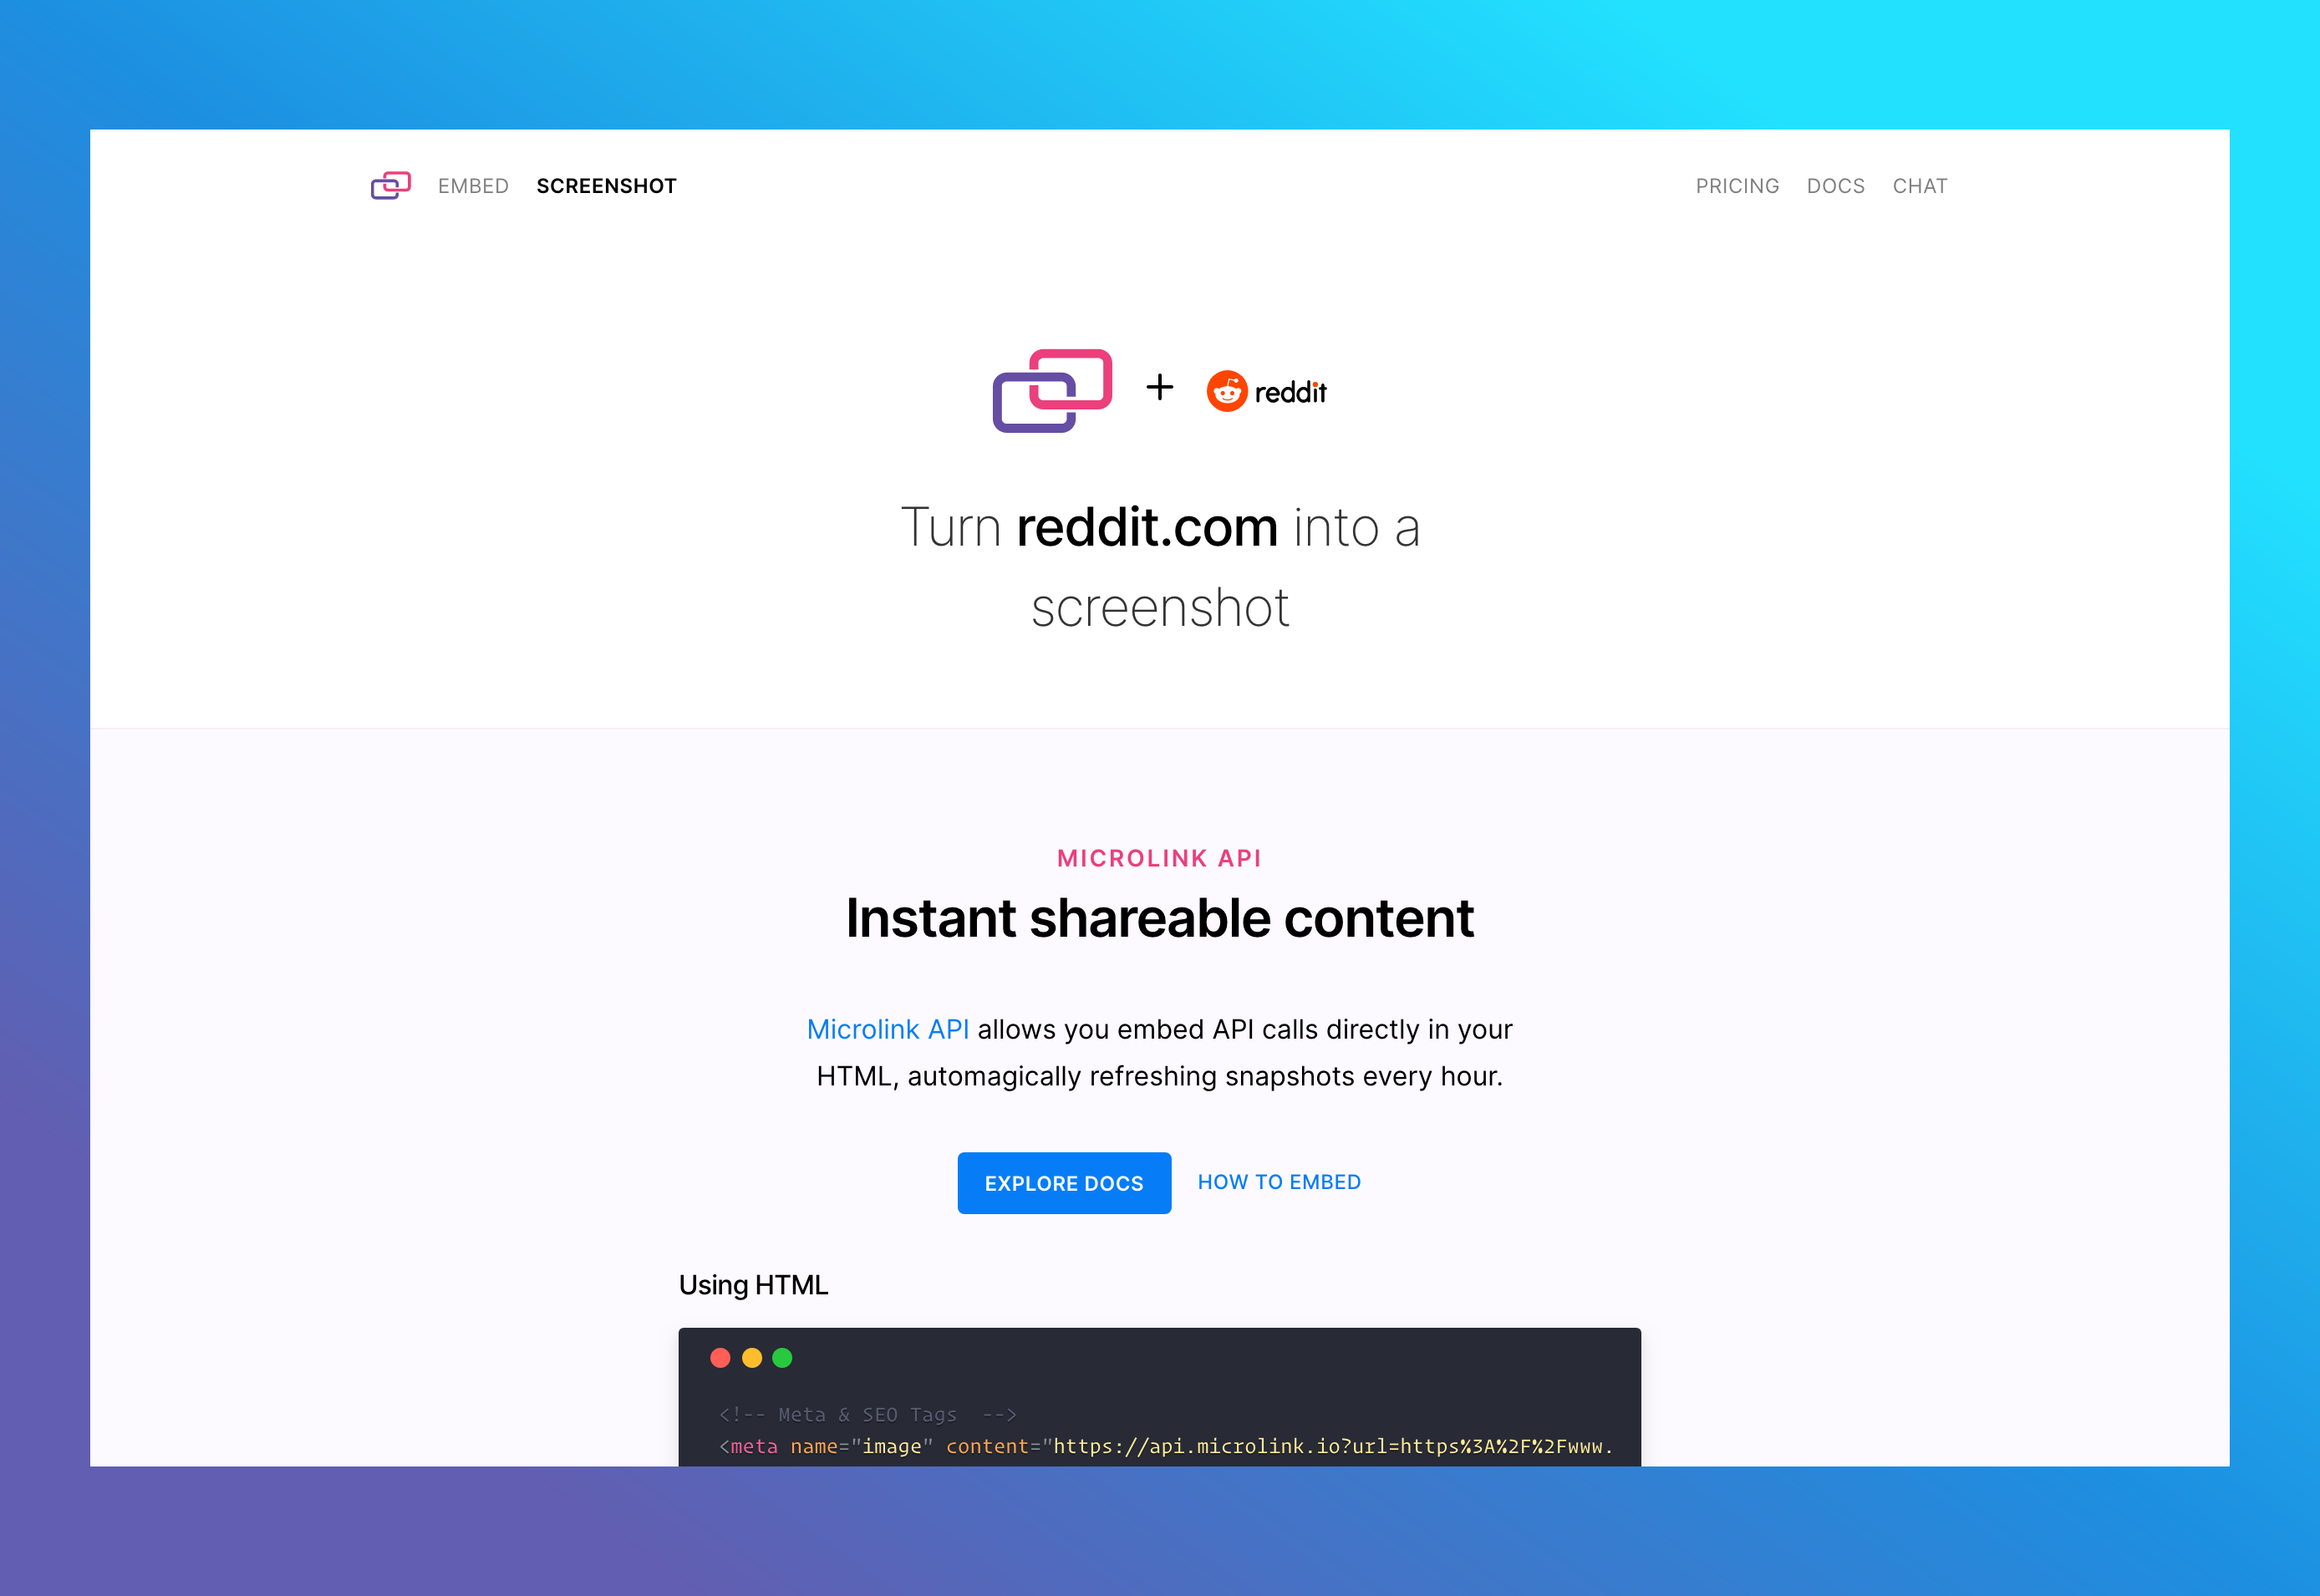 EMBED SCREENSHOT PRICING DOCS CHAT
+ reddit
Turn reddit.com into a
screenshot
MICROLINK API
Instant shareable content
Microlink API allows you embed API calls directly in your
HTML, automagically refreshing snapshots every hour.
EXPLORE DOCS HOW TO EMBED
Using HTML
<!-- Meta & SEO Tags  -->
<meta name="image" content="https://api.microlink.io?url=https%3A%2F%2Fwww.